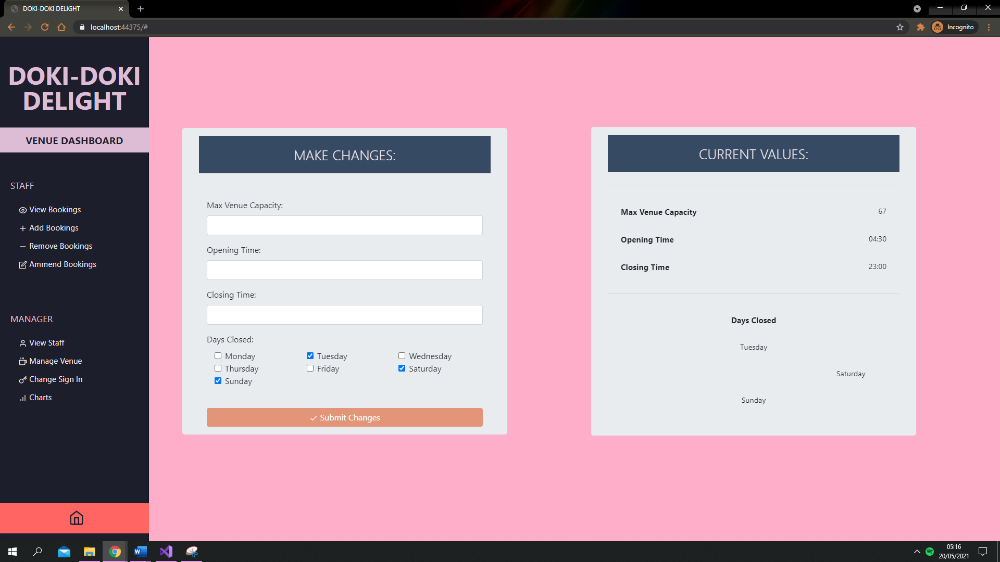 DOKI-DOKI DELIGHT
localhost:44375/#
Incognito
DOKI-DOKI
DELIGHT
VENUE DASHBOARD
STAFF
View Bookings
Add Bookings
Remove Bookings
Ammend Bookings
MANAGER
View Staff
Manage Venue
Change Sign In
Charts
MAKE CHANGES:
Max Venue Capacity:
Opening Time:
Closing Time:
Days Closed:
Monday Tuesday Wednesday
Thursday Friday Saturday
Sunday
Submit Changes
CURRENT VALUES:
Max Venue Capacity 67
Opening Time 04:30
Closing Time 23:00
Days Closed
Tuesday
Saturday
Sunday
05:16
20/05/2021